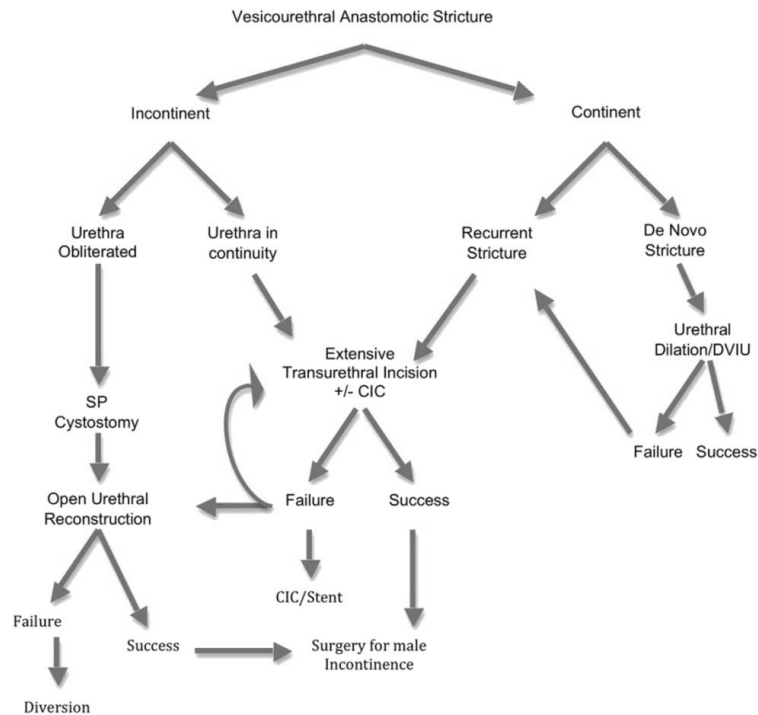 Vesicourethral Anastomotic Stricture
Incontinent
Continent
Urethra
Obliterated
Urethra in
continuity
Recurrent
Stricture
De Novo
Stricture
Urethral
Dilation/DVIU
Extensive
Transurethral Incision
+/- CIC
SP
Cystostomy
Failure
Success
Open Urethral
Reconstruction
Failure
Success
CIC/Stent
Failure
Success
Surgery for male
Incontinence
Diversion